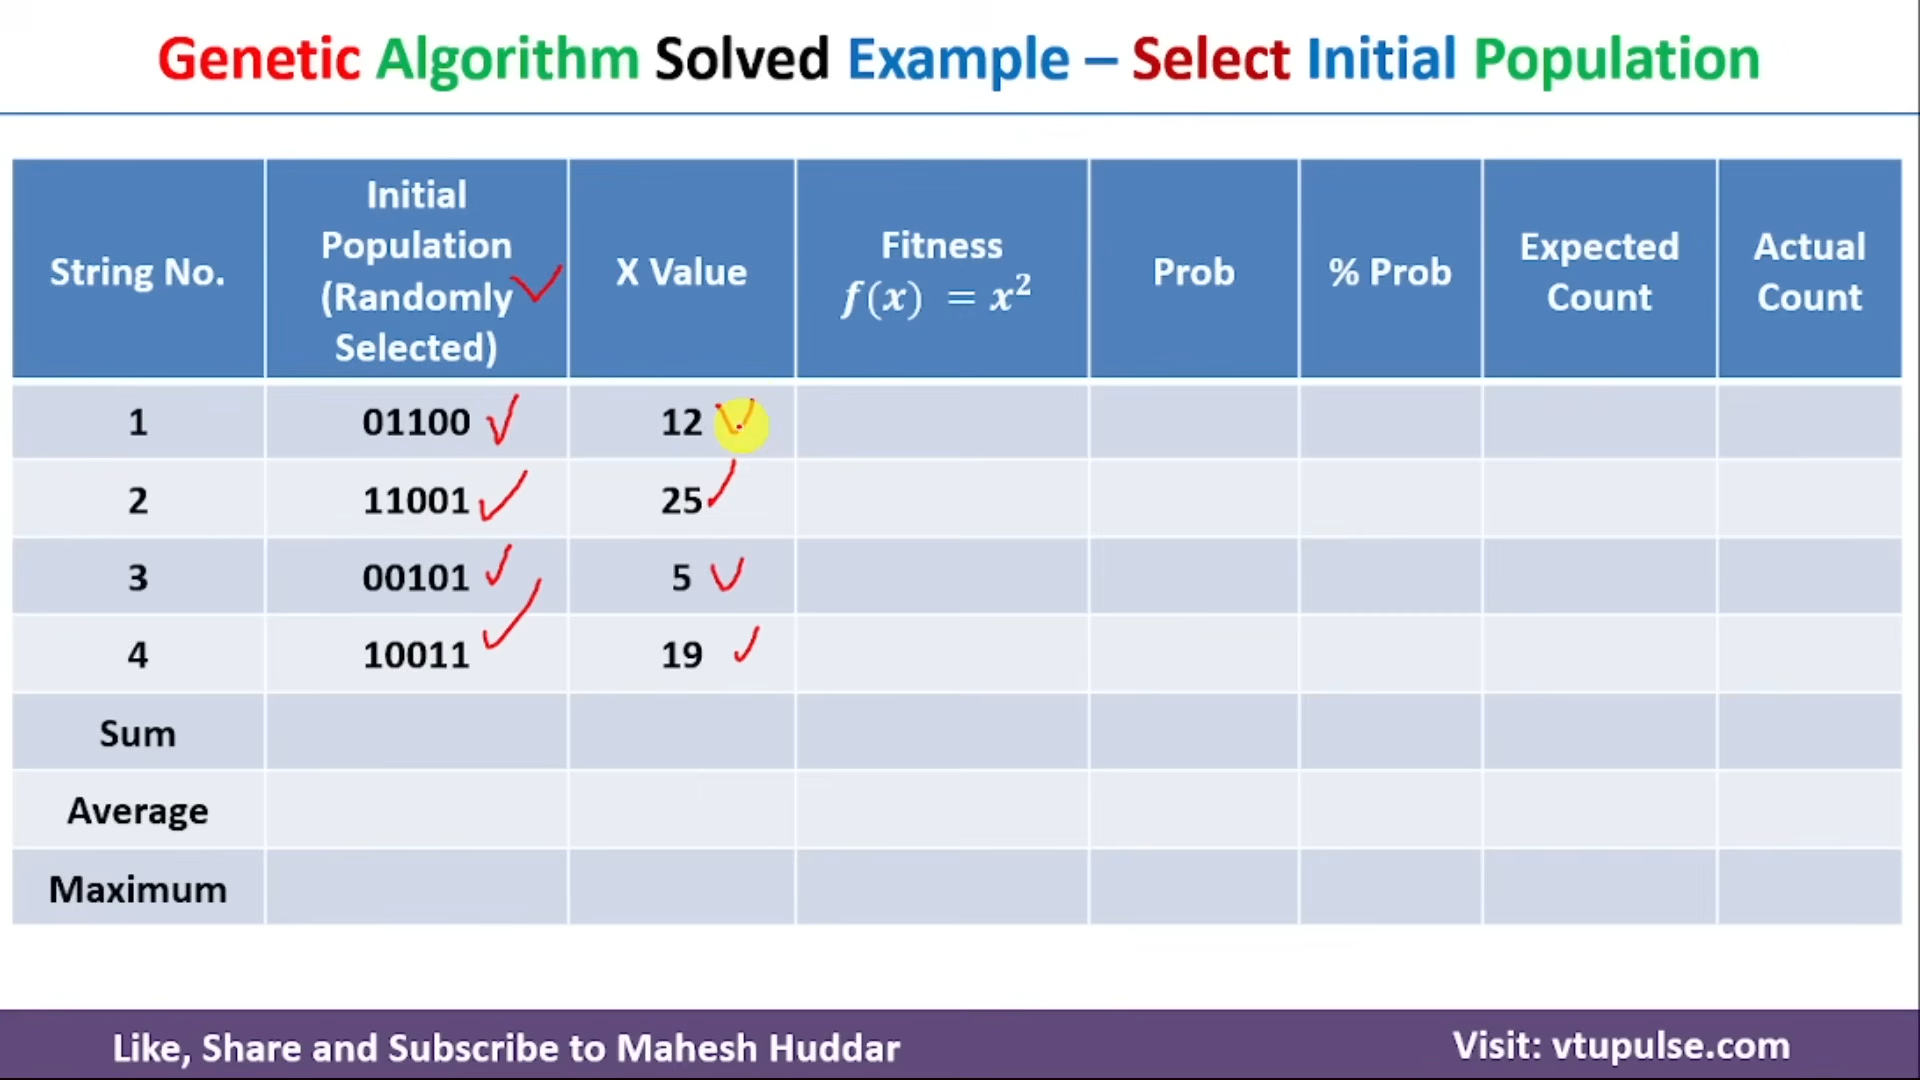 Genetic Algorithm Solved Example – Select Initial Population
String No.
Initial
Population
(Randomly
Selected)
X Value
Fitness
f(x) = x²
Prob
% Prob
Expected
Count
Actual
Count
1 01100 12
2 11001 25
3 00101 5
4 10011 19
Sum
Average
Maximum
Like, Share and Subscribe to Mahesh Huddar
Visit: vtupulse.com